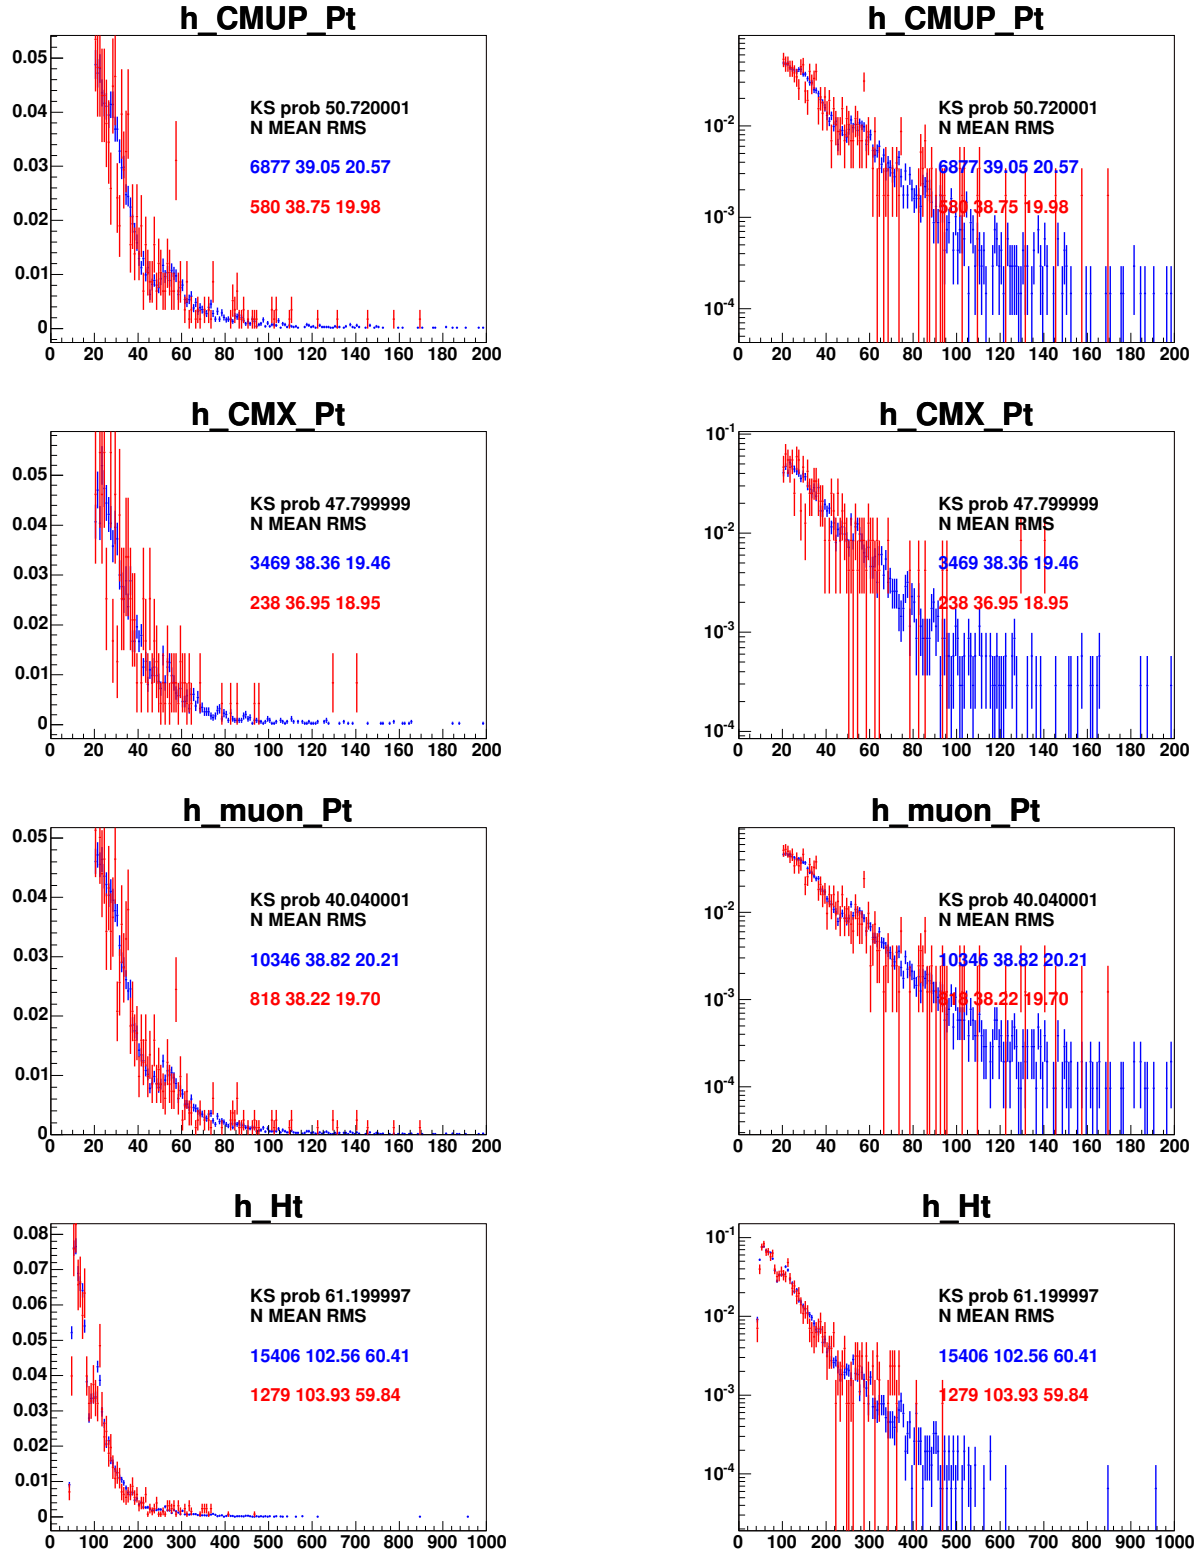 h_CMUP_Pt
0.05
0.04
0.03
0.02
0.01
0
KS prob 50.720001
N MEAN RMS
6877 39.05 20.57
580 38.75 19.98
0 20 40 60 80 100 120 140 160 180 200
h_CMUP_Pt
10-2
10-3
10-4
KS prob 50.720001
N MEAN RMS
6877 39.05 20.57
580 38.75 19.98
0 20 40 60 80 100 120 140 160 180 200
h_CMX_Pt
0.05
0.04
0.03
0.02
0.01
0
KS prob 47.799999
N MEAN RMS
3469 38.36 19.46
238 36.95 18.95
0 20 40 60 80 100 120 140 160 180 200
h_CMX_Pt
10-1
10-2
10-3
10-4
KS prob 47.799999
N MEAN RMS
3469 38.36 19.46
238 36.95 18.95
0 20 40 60 80 100 120 140 160 180 200
h_muon_Pt
0.05
0.04
0.03
0.02
0.01
0
KS prob 40.040001
N MEAN RMS
10346 38.82 20.21
818 38.22 19.70
0 20 40 60 80 100 120 140 160 180 200
h_muon_Pt
10-2
10-3
10-4
KS prob 40.040001
N MEAN RMS
10346 38.82 20.21
818 38.22 19.70
0 20 40 60 80 100 120 140 160 180 200
h_Ht
0.08
0.07
0.06
0.05
0.04
0.03
0.02
0.01
0
KS prob 61.199997
N MEAN RMS
15406 102.56 60.41
1279 103.93 59.84
0 100 200 300 400 500 600 700 800 900 1000
h_Ht
10-1
10-2
10-3
10-4
KS prob 61.199997
N MEAN RMS
15406 102.56 60.41
1279 103.93 59.84
0 100 200 300 400 500 600 700 800 900 1000